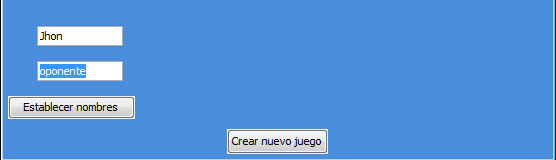 Jhon
oponente
Establecer nombres
Crear nuevo juego